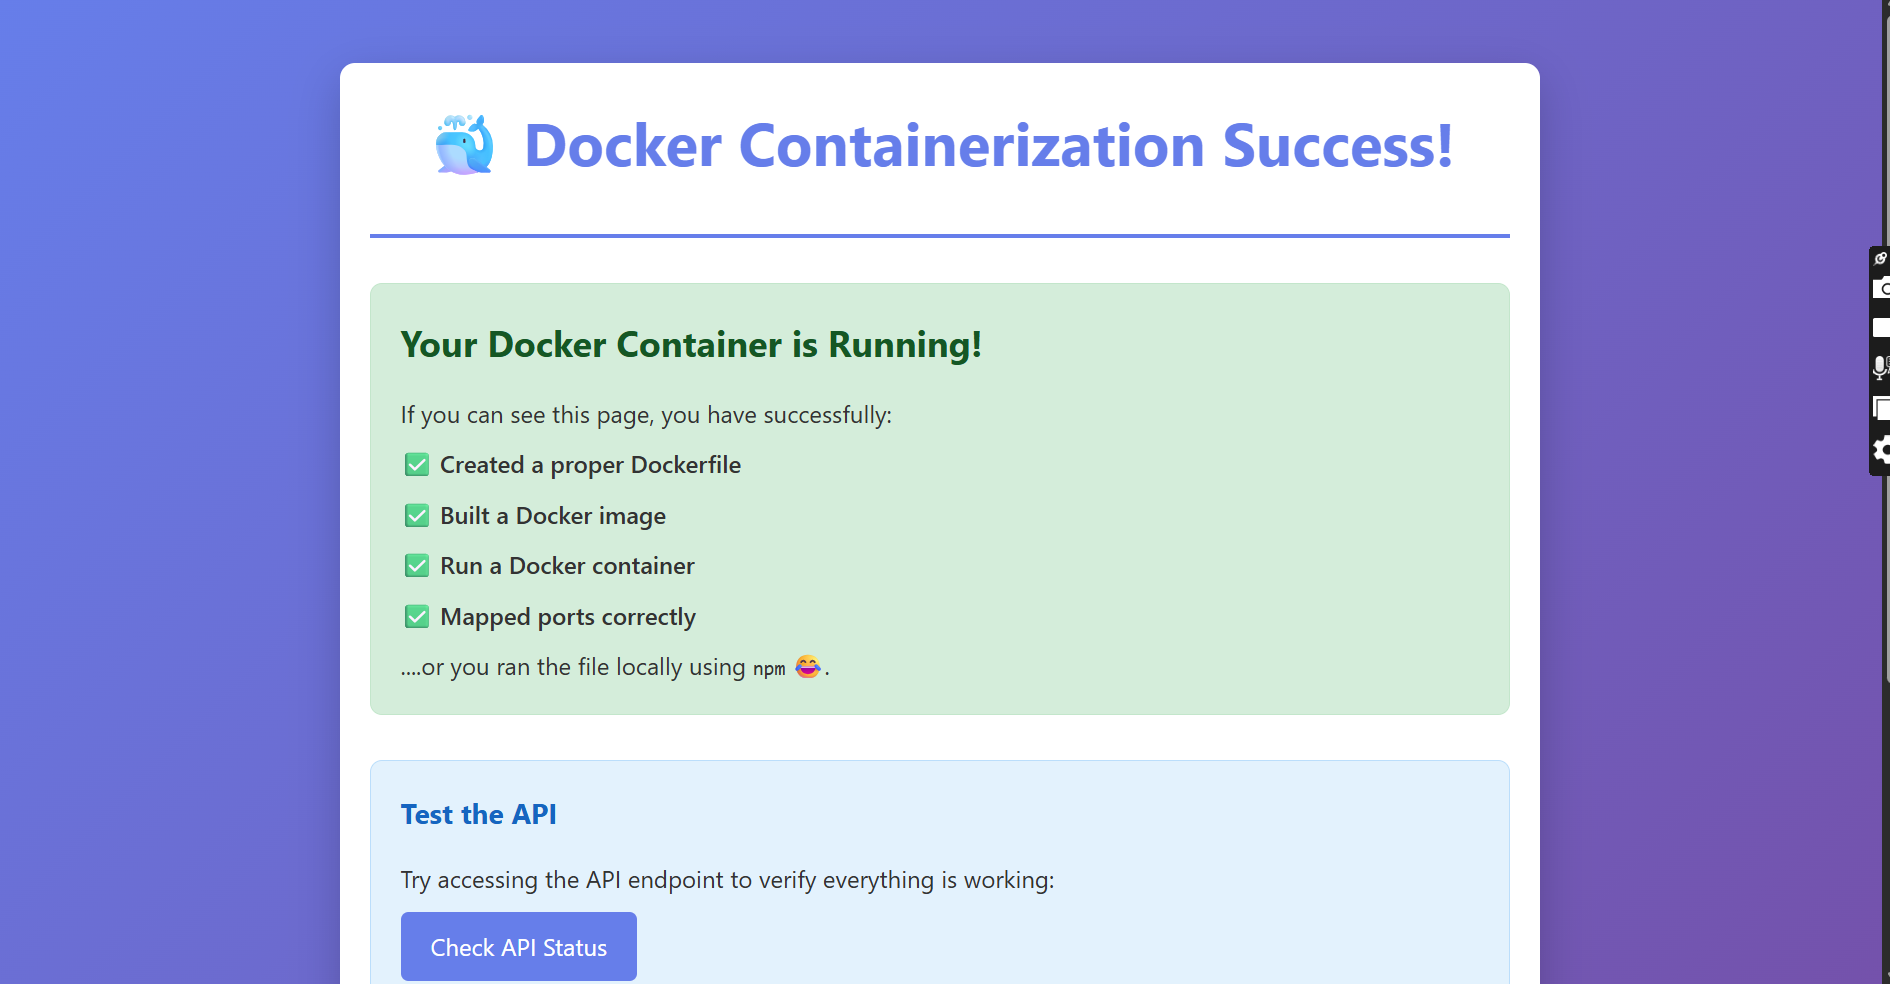 🐳 Docker Containerization Success!
Your Docker Container is Running!
If you can see this page, you have successfully:
✅ Created a proper Dockerfile
✅ Built a Docker image
✅ Run a Docker container
✅ Mapped ports correctly
....or you ran the file locally using npm 😂.
Test the API
Try accessing the API endpoint to verify everything is working:
Check API Status